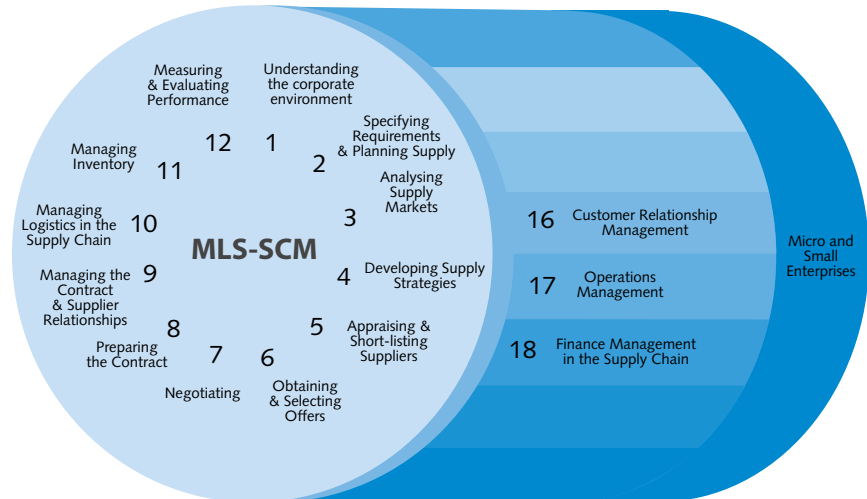 MLS-SCM
1
Understanding
the corporate
environment
2
Specifying
Requirements
& Planning Supply
3
Analysing
Supply
Markets
4
Developing Supply
Strategies
5
Appraising &
Short-listing
Suppliers
6
Obtaining
& Selecting
Offers
7
Negotiating
8
Preparing
the Contract
9
Managing the
Contract
& Supplier
Relationships
10
Managing
Logistics in the
Supply Chain
11
Managing
Inventory
12
Measuring
& Evaluating
Performance
16
Customer Relationship
Management
17
Operations
Management
18
Finance Management
in the Supply Chain
Micro and
Small
Enterprises